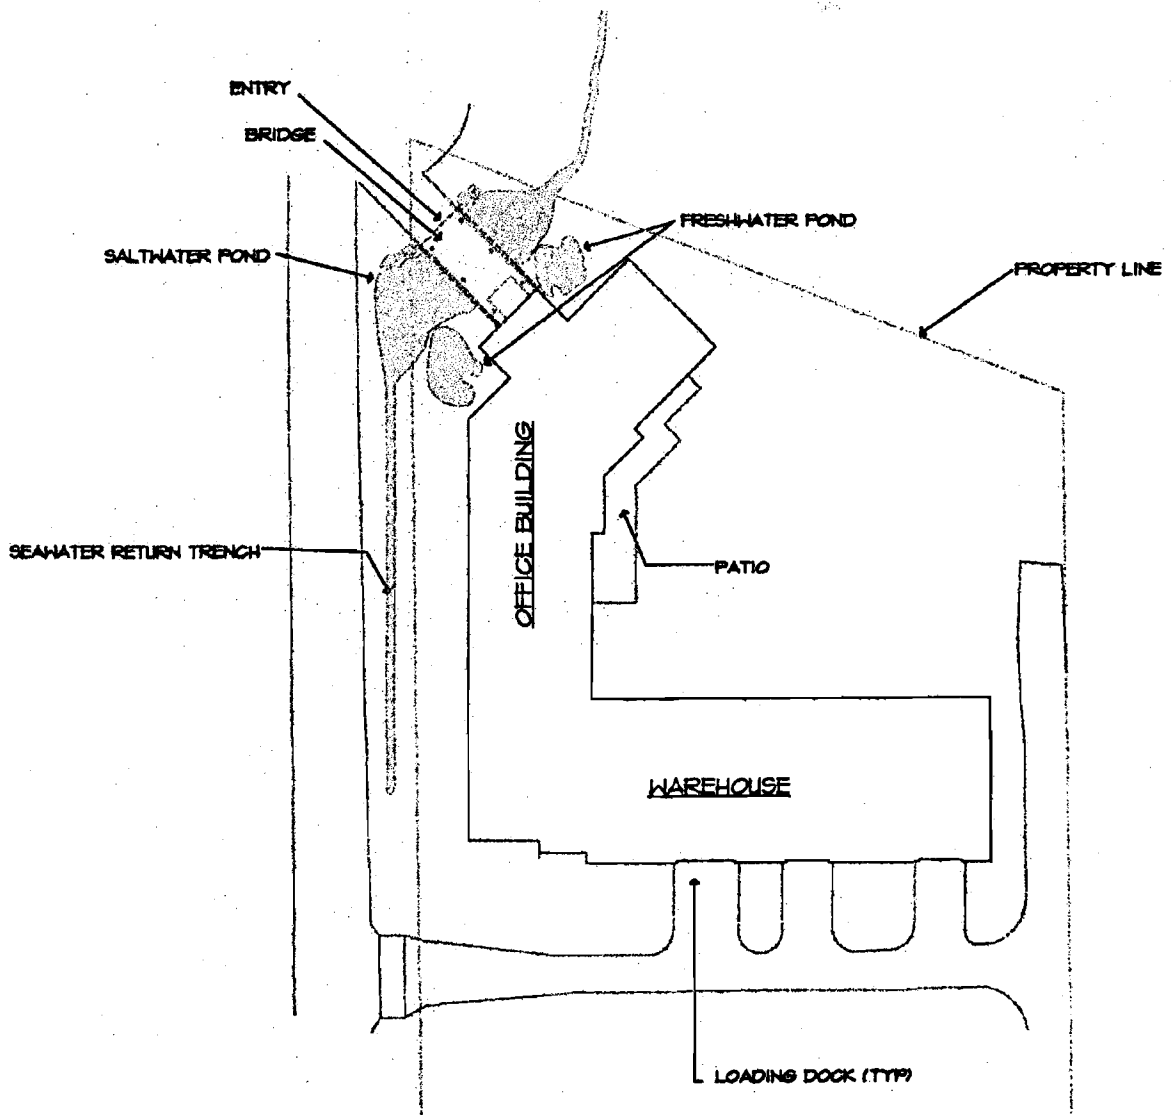 ENTRY
BRIDGE
FRESHWATER POND
SALTWATER POND
PROPERTY LINE
OFFICE BUILDING
SEAWATER RETURN TRENCH
PATIO
WAREHOUSE
LOADING DOCK (TYP)